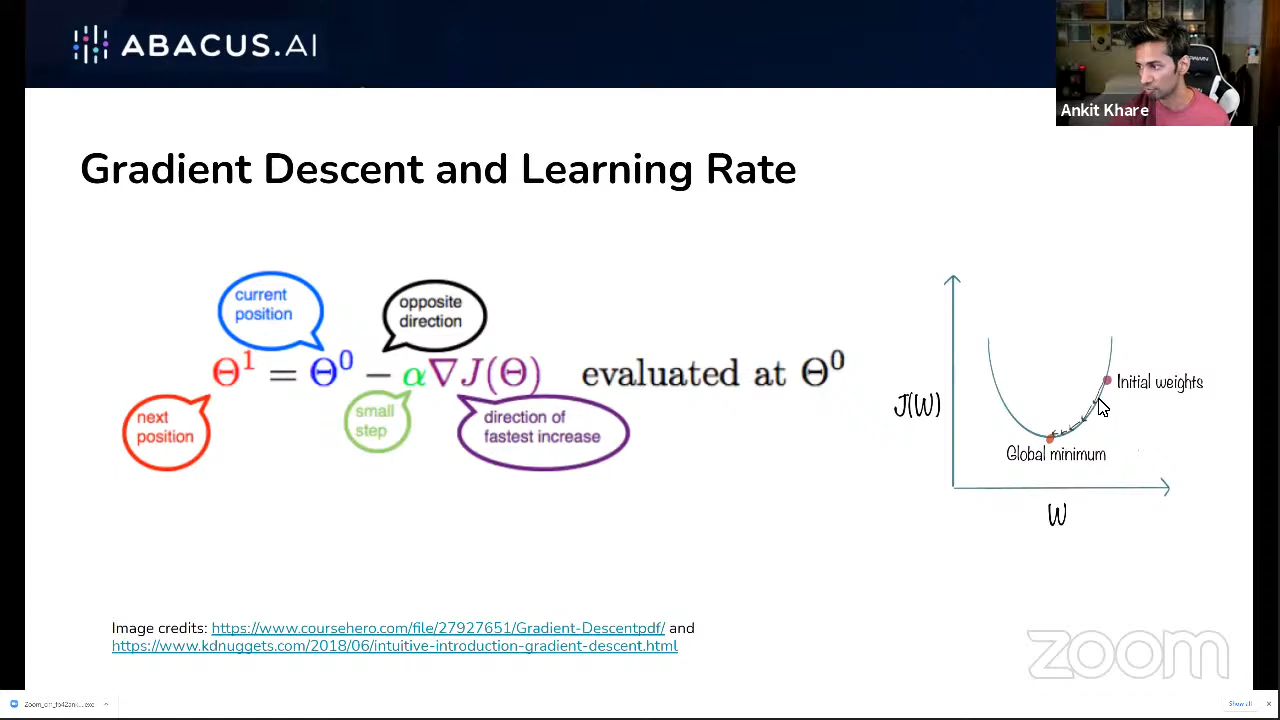 ABACUS.AI
Ankit Khare
Gradient Descent and Learning Rate
current
position
opposite
direction
Θ¹ = Θ⁰ − α∇J(Θ) evaluated at Θ⁰
next
position
small
step
direction of
fastest increase
J(W)
Initial weights
Global minimum
W
Image credits: https://www.coursehero.com/file/27927651/Gradient-Descentpdf/ and
https://www.kdnuggets.com/2018/06/intuitive-introduction-gradient-descent.html
zoom
Show all